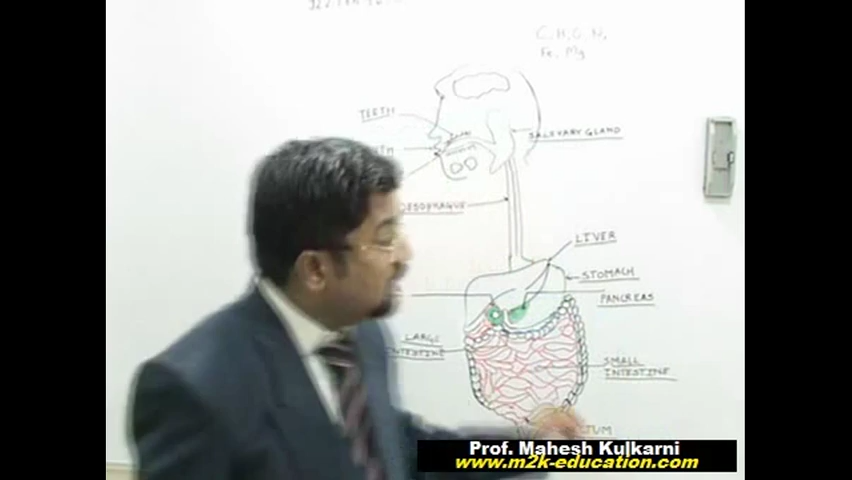 C, H, O, N,
Fe, Mg
TEETH
SALIVARY GLAND
LIVER
STOMACH
PANCREAS
LARGE
INTESTINE
SMALL
INTESTINE
Prof. Mahesh Kulkarni
www.m2k-education.com